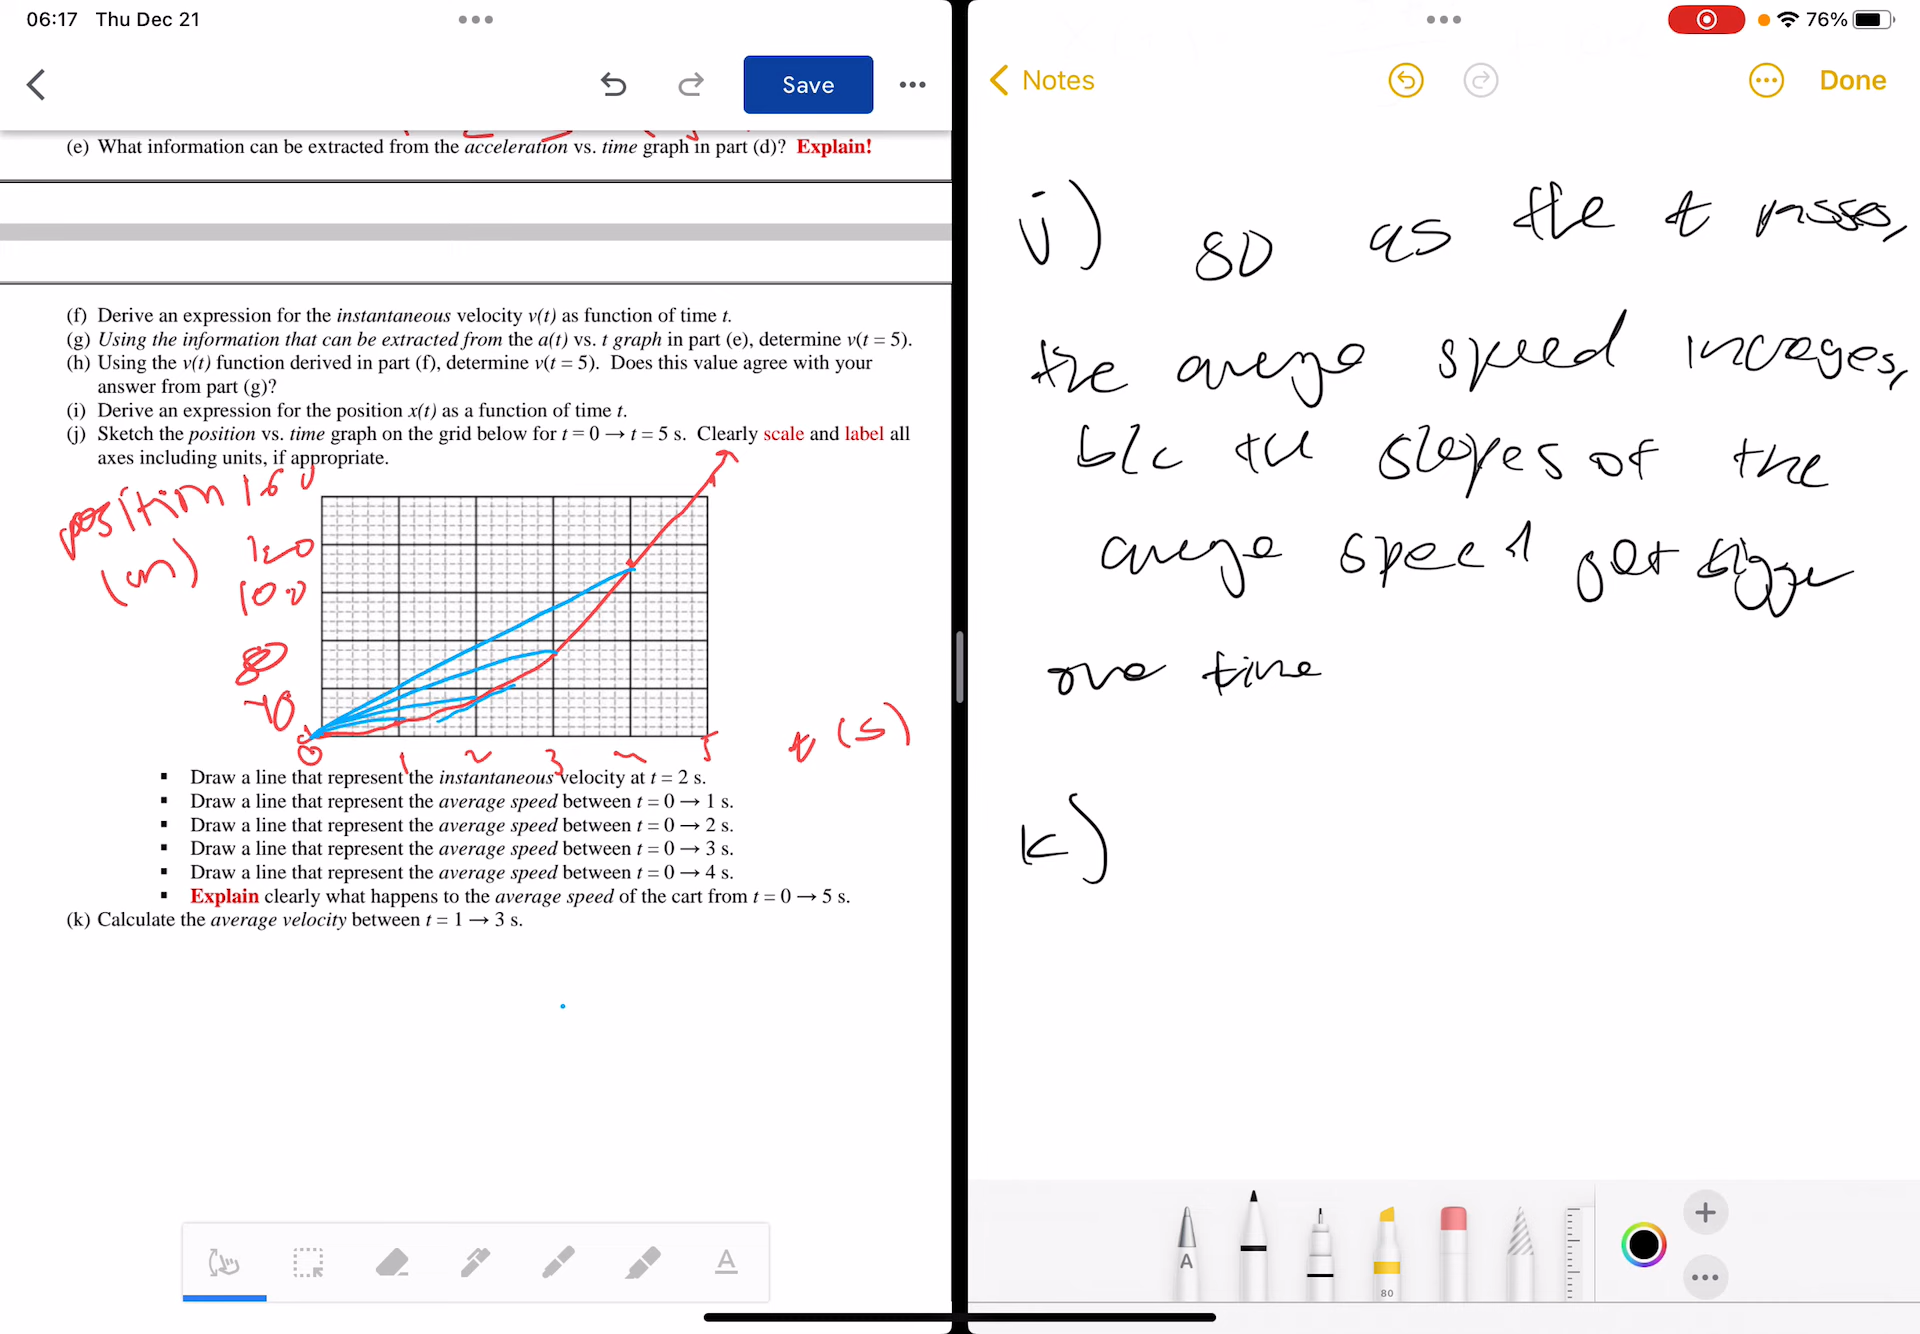 06:17 Thu Dec 21
76%
Save
Notes
Done
(e) What information can be extracted from the acceleration vs. time graph in part (d)? Explain!
(f) Derive an expression for the instantaneous velocity v(t) as function of time t.
(g) Using the information that can be extracted from the a(t) vs. t graph in part (e), determine v(t = 5).
(h) Using the v(t) function derived in part (f), determine v(t = 5). Does this value agree with your
answer from part (g)?
(i) Derive an expression for the position x(t) as a function of time t.
(j) Sketch the position vs. time graph on the grid below for t = 0 → t = 5 s. Clearly scale and label all
axes including units, if appropriate.
position 160
(m) 120
100
80
40
0 1 2 3 4 5 t (s)
▪ Draw a line that represent the instantaneous velocity at t = 2 s.
▪ Draw a line that represent the average speed between t = 0 → 1 s.
▪ Draw a line that represent the average speed between t = 0 → 2 s.
▪ Draw a line that represent the average speed between t = 0 → 3 s.
▪ Draw a line that represent the average speed between t = 0 → 4 s.
▪ Explain clearly what happens to the average speed of the cart from t = 0 → 5 s.
(k) Calculate the average velocity between t = 1 → 3 s.
j) so as the t passes,
the average speed increases,
b/c the slopes of the
average speed get bigger
over time
k)
A
80
A